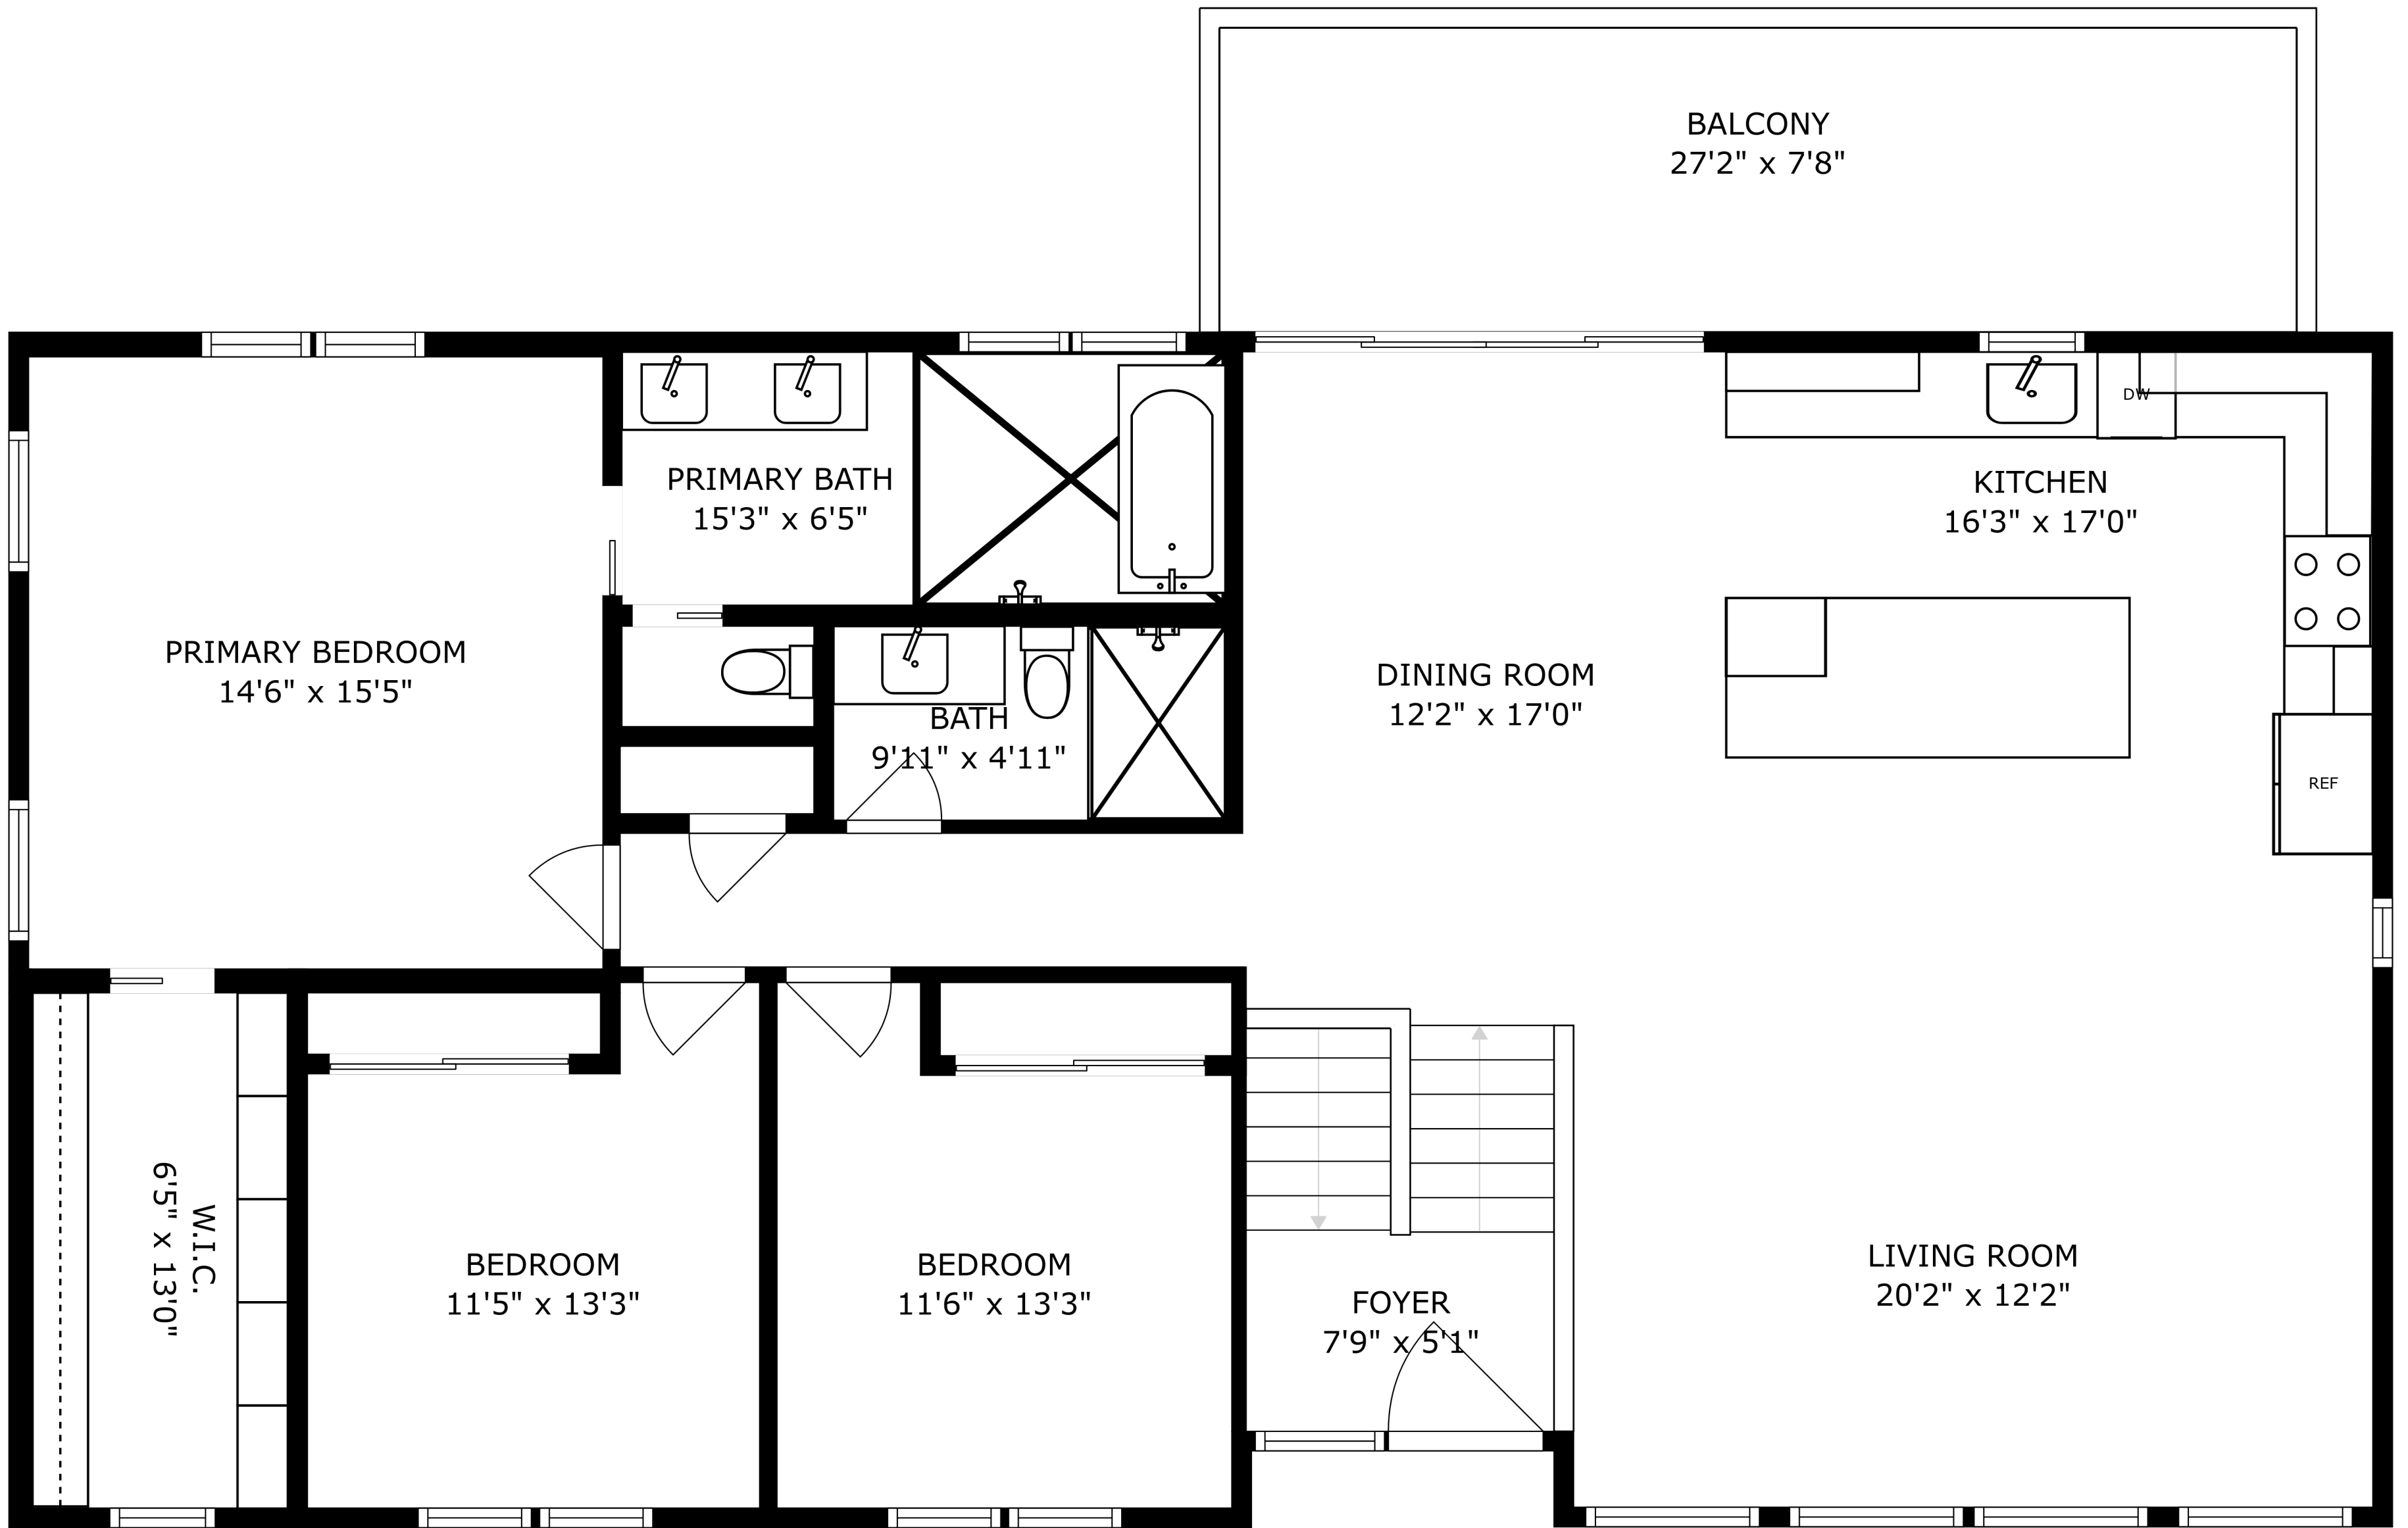 BALCONY
27'2" x 7'8"
PRIMARY BATH
15'3" x 6'5"
DW
KITCHEN
16'3" x 17'0"
PRIMARY BEDROOM
14'6" x 15'5"
BATH
9'11" x 4'11"
DINING ROOM
12'2" x 17'0"
REF
W.I.C.
6'5" x 13'0"
BEDROOM
11'5" x 13'3"
BEDROOM
11'6" x 13'3"
FOYER
7'9" x 5'1"
LIVING ROOM
20'2" x 12'2"